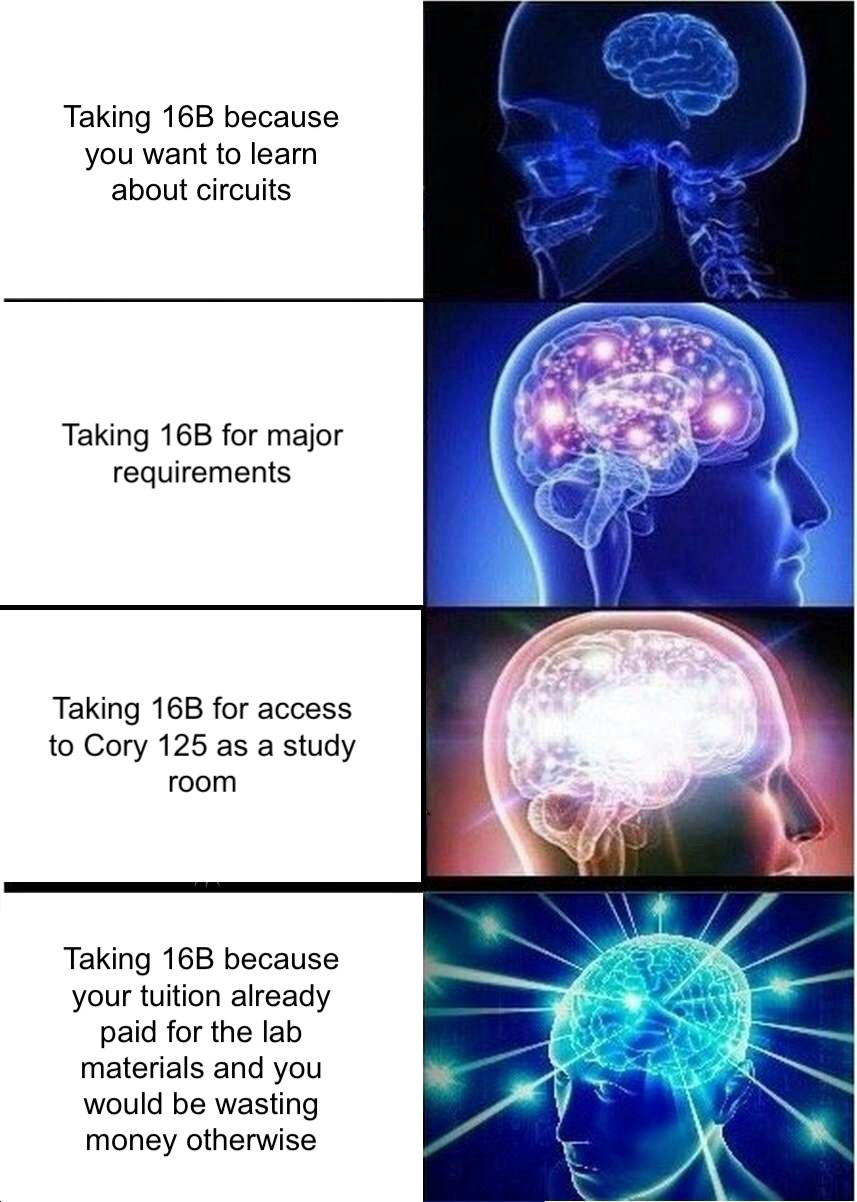 Taking 16B because
you want to learn
about circuits
Taking 16B for major
requirements
Taking 16B for access
to Cory 125 as a study
room
Taking 16B because
your tuition already
paid for the lab
materials and you
would be wasting
money otherwise